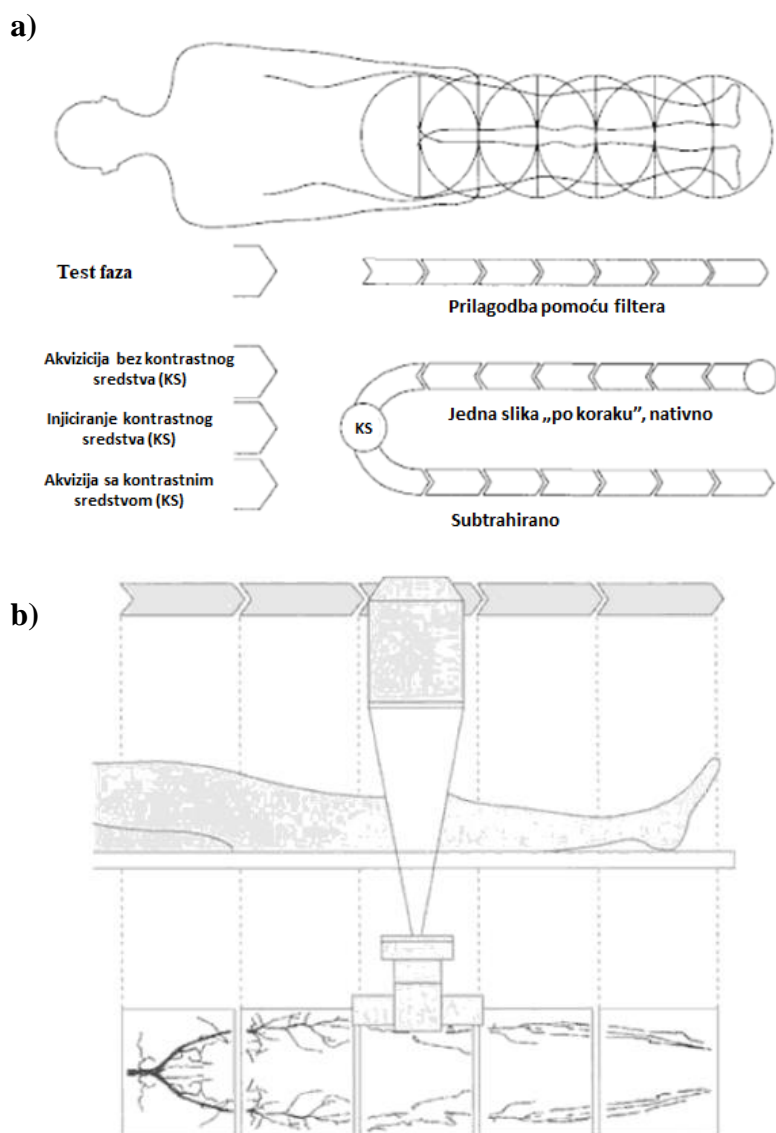 a)
Test faza
Prilagodba pomoću filtera
Akvizicija bez kontrastnog
sredstva (KS)
Jedna slika „po koraku”, nativno
Injiciranje kontrastnog
sredstva (KS)
KS
Akvizija sa kontrastnim
sredstvom (KS)
Subtrahirano
b)